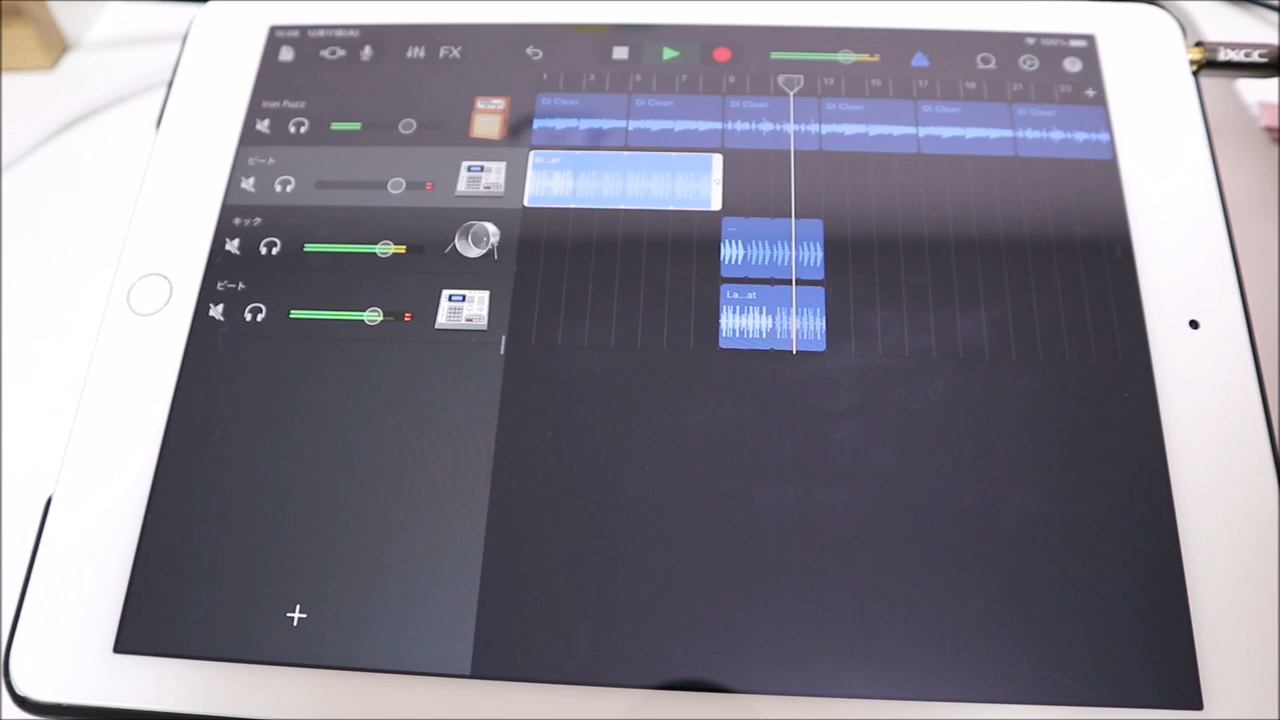 100%
FX
iXCC
1 3 5 7 9 13 15 17 19 21 23
Iron Fuzz
DI Clean DI Clean DI Clean DI Clean DI Clean DI Clean
ビート
キック
ビート
La...at